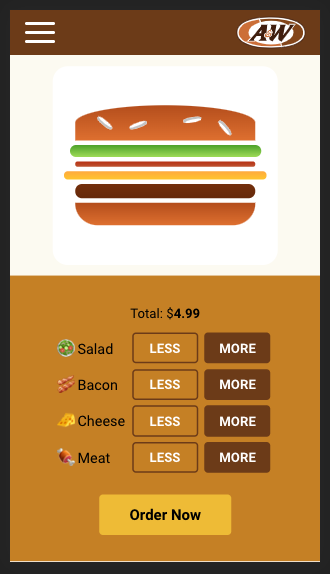 A&W
Total: $4.99
Salad LESS MORE
Bacon LESS MORE
Cheese LESS MORE
Meat LESS MORE
Order Now